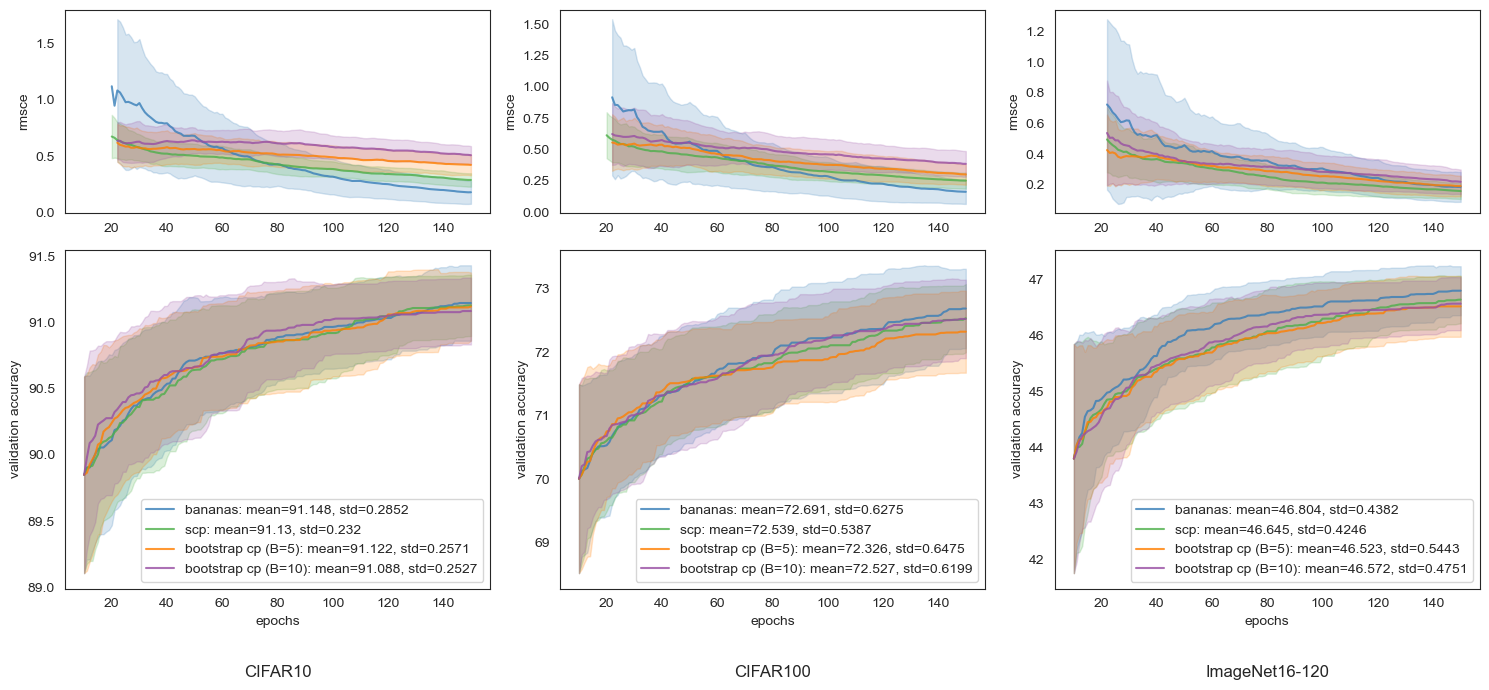 rmsce
1.5
1.0
0.5
0.0
20 40 60 80 100 120 140
rmsce
1.50
1.25
1.00
0.75
0.50
0.25
0.00
20 40 60 80 100 120 140
rmsce
1.2
1.0
0.8
0.6
0.4
0.2
20 40 60 80 100 120 140
validation accuracy
91.5
91.0
90.5
90.0
89.5
89.0
bananas: mean=91.148, std=0.2852
scp: mean=91.13, std=0.232
bootstrap cp (B=5): mean=91.122, std=0.2571
bootstrap cp (B=10): mean=91.088, std=0.2527
20 40 60 80 100 120 140
epochs
validation accuracy
73
72
71
70
69
bananas: mean=72.691, std=0.6275
scp: mean=72.539, std=0.5387
bootstrap cp (B=5): mean=72.326, std=0.6475
bootstrap cp (B=10): mean=72.527, std=0.6199
20 40 60 80 100 120 140
epochs
validation accuracy
47
46
45
44
43
42
bananas: mean=46.804, std=0.4382
scp: mean=46.645, std=0.4246
bootstrap cp (B=5): mean=46.523, std=0.5443
bootstrap cp (B=10): mean=46.572, std=0.4751
20 40 60 80 100 120 140
epochs
CIFAR10
CIFAR100
ImageNet16-120